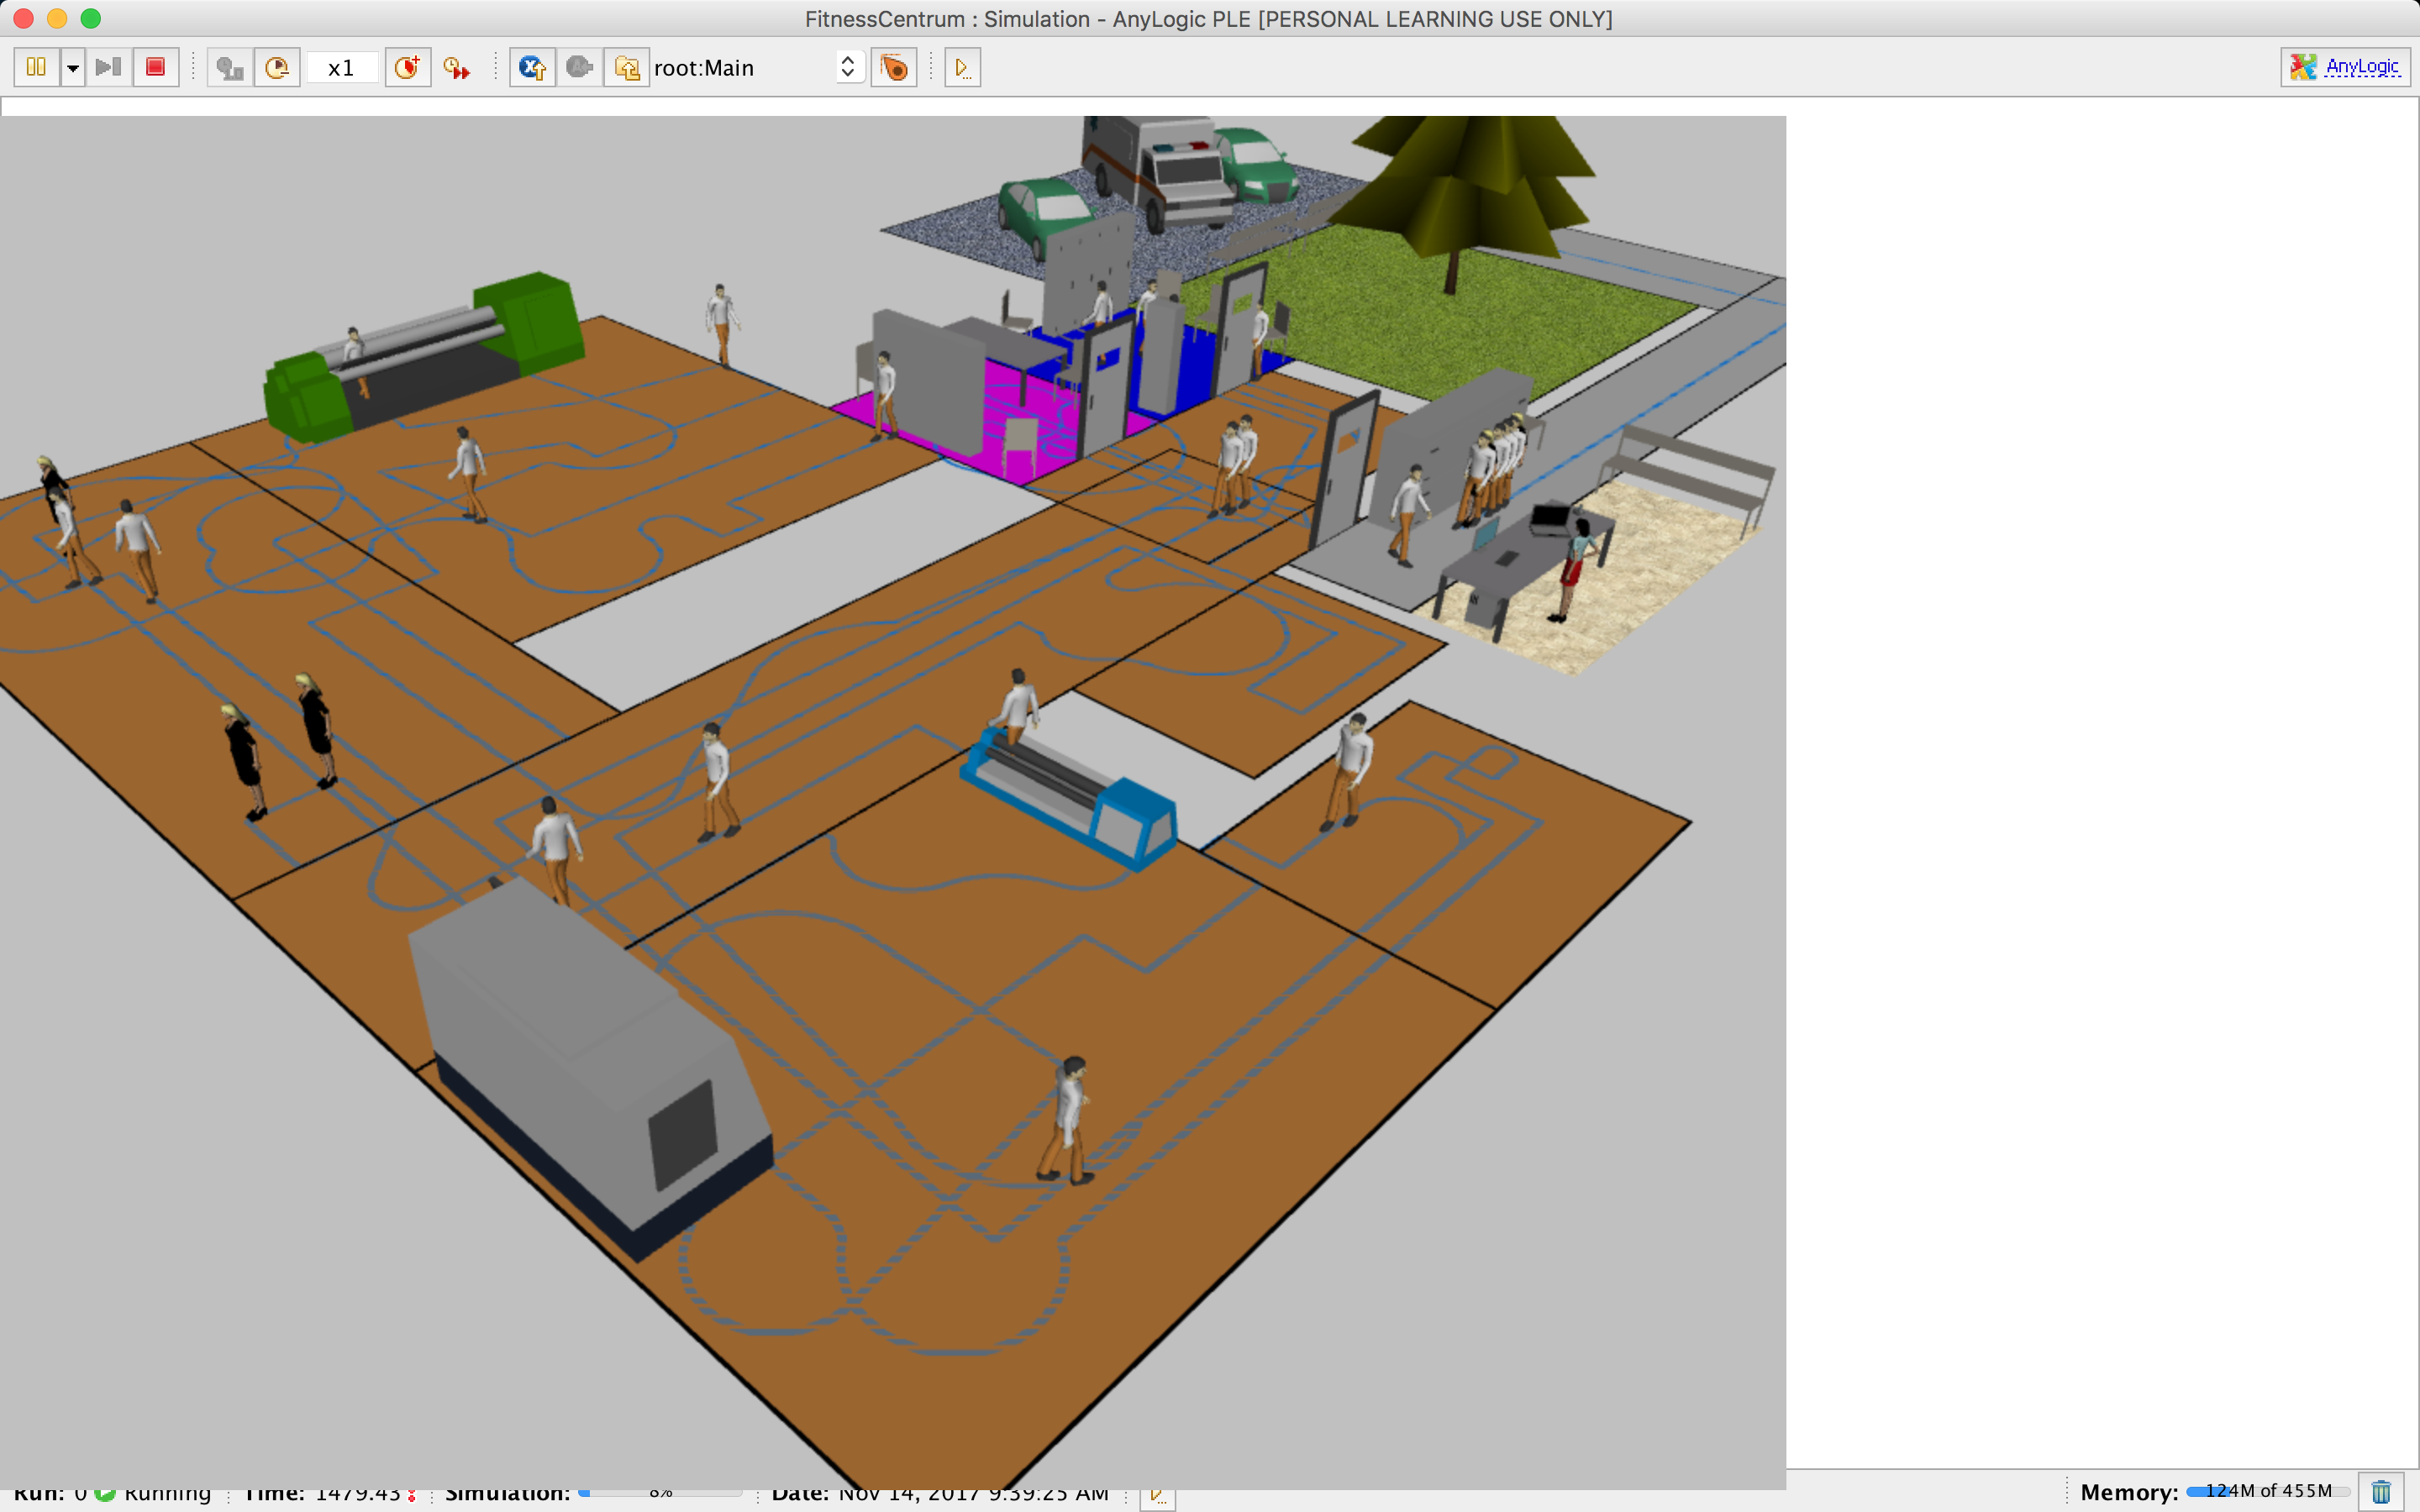 FitnessCentrum : Simulation - AnyLogic PLE [PERSONAL LEARNING USE ONLY]
x1 root:Main AnyLogic
Run: 0 Running Time: 1479.43 Simulation: 8% Date: Nov 14, 2017 9:39:25 AM Memory: 124M of 455M